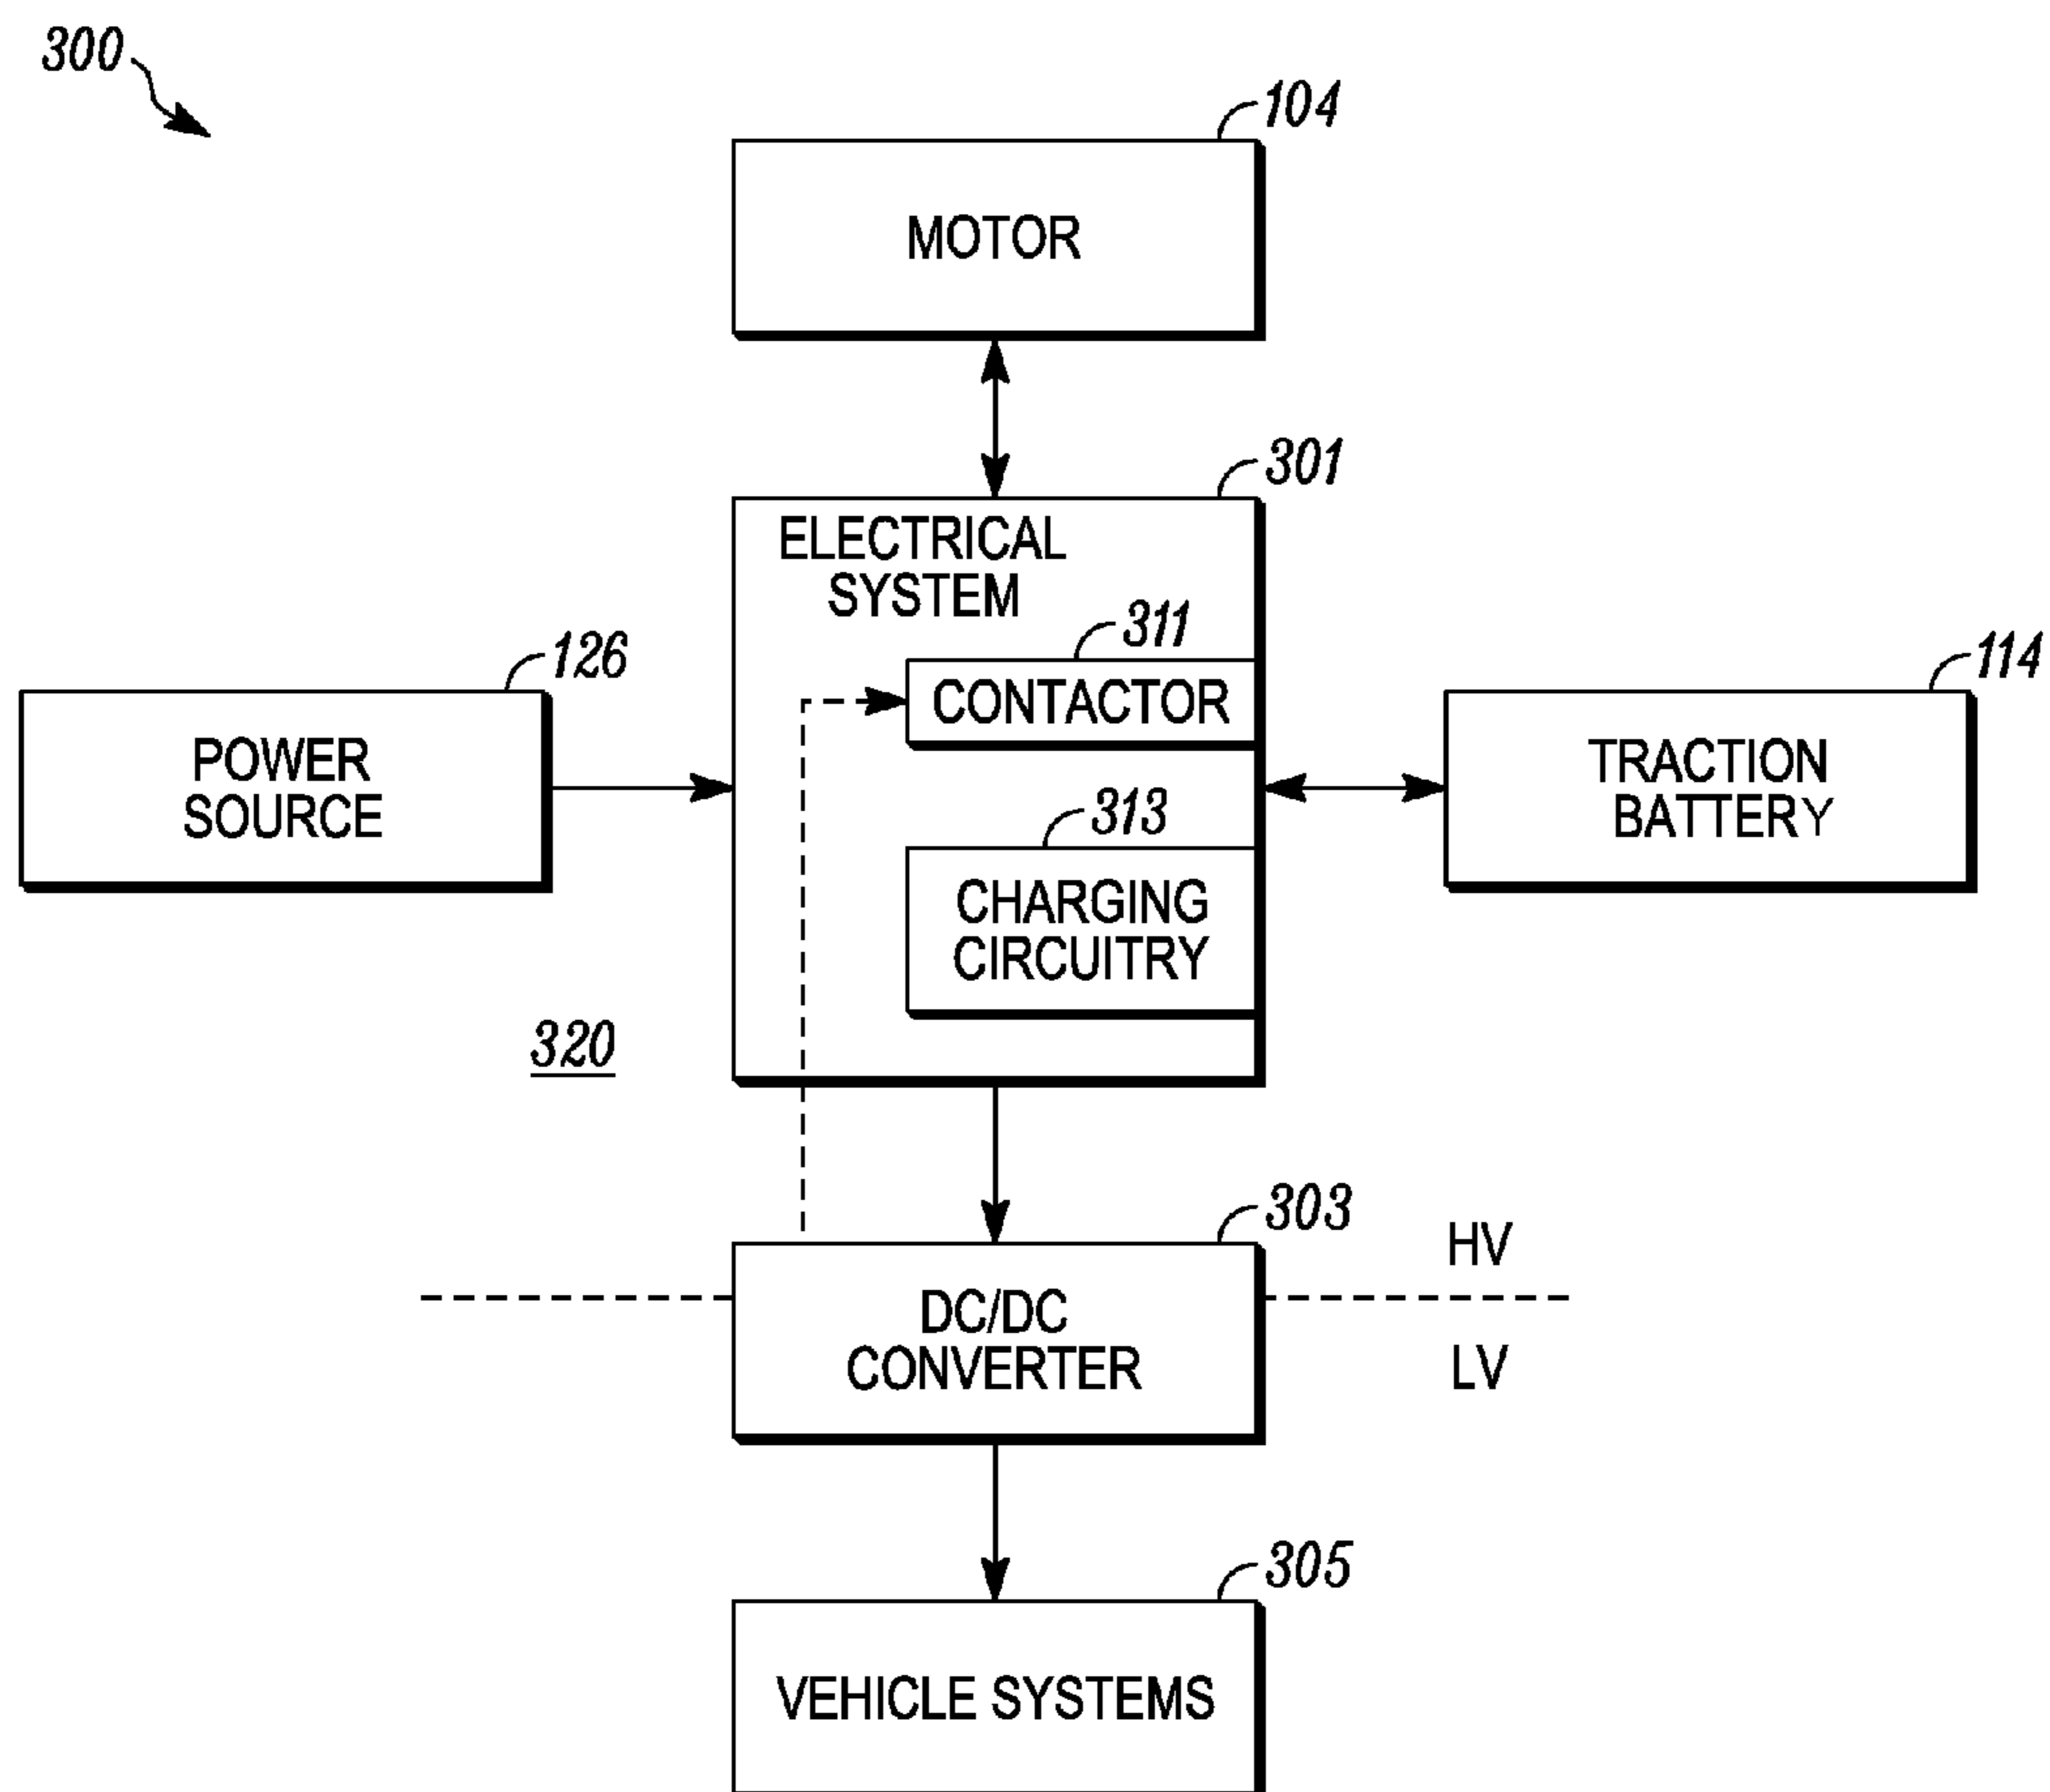 300
104
MOTOR
301
ELECTRICAL
SYSTEM
311
CONTACTOR
126
POWER
SOURCE
114
TRACTION
BATTERY
313
CHARGING
CIRCUITRY
320
303
HV
DC/DC
CONVERTER
LV
305
VEHICLE SYSTEMS